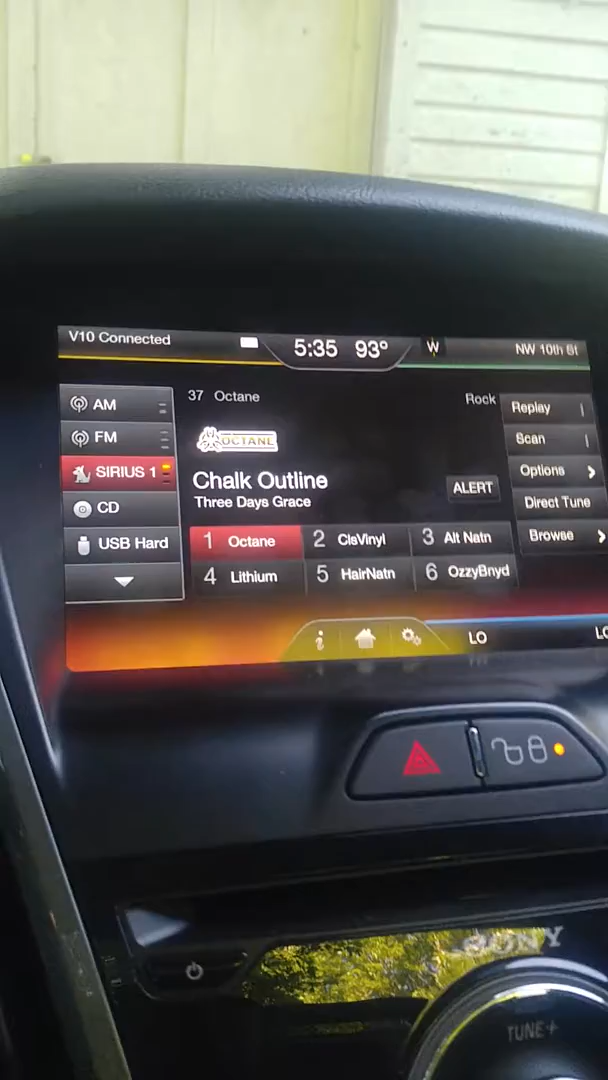 V10 Connected
5:35 93° W NW 10th St
AM
FM
SIRIUS 1
CD
USB Hard
37 Octane
Rock
OCTANE
Chalk Outline
Three Days Grace
ALERT
1 Octane
2 ClsVinyl
3 Alt Natn
4 Lithium
5 HairNatn
6 OzzyBnyd
Replay
Scan
Options
Direct Tune
Browse
LO
LO
SONY
TUNE+